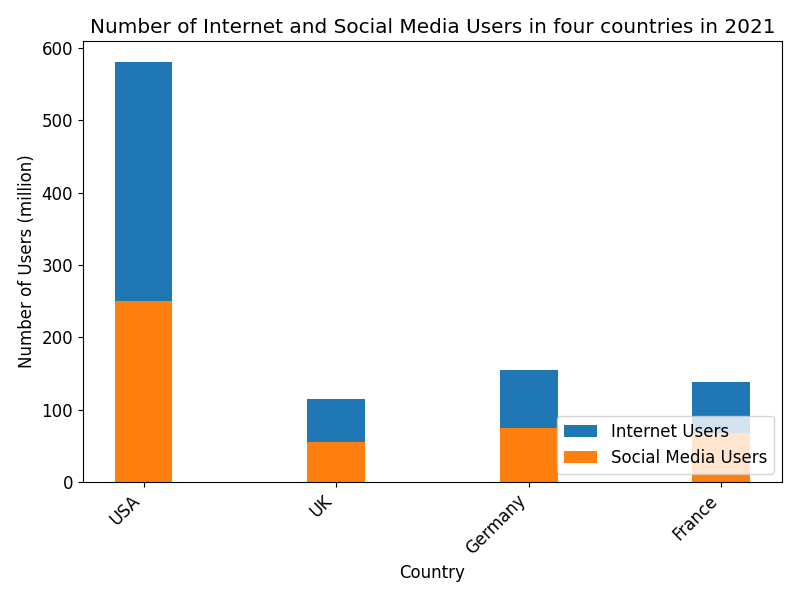 Number of Internet and Social Media Users in four countries in 2021
Number of Users (million)
600
500
400
300
200
100
0
Internet Users
Social Media Users
USA
UK
Germany
France
Country